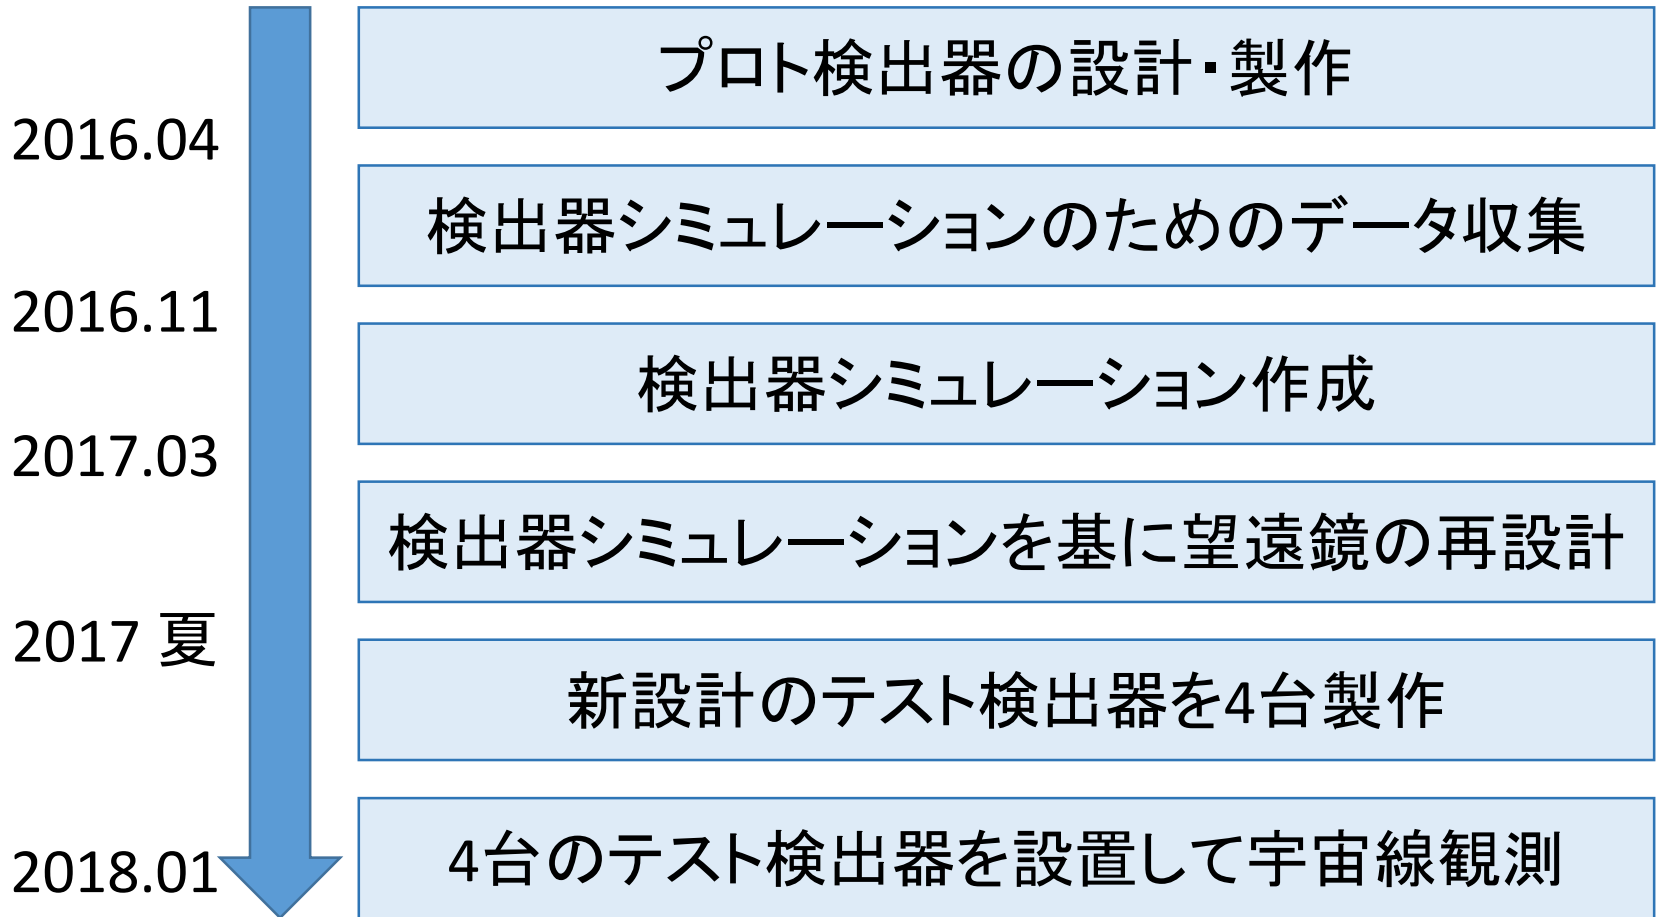 プロト検出器の設計・製作
2016.04
検出器シミュレーションのためのデータ収集
2016.11
検出器シミュレーション作成
2017.03
検出器シミュレーションを基に望遠鏡の再設計
2017 夏
新設計のテスト検出器を4台製作
2018.01
4台のテスト検出器を設置して宇宙線観測